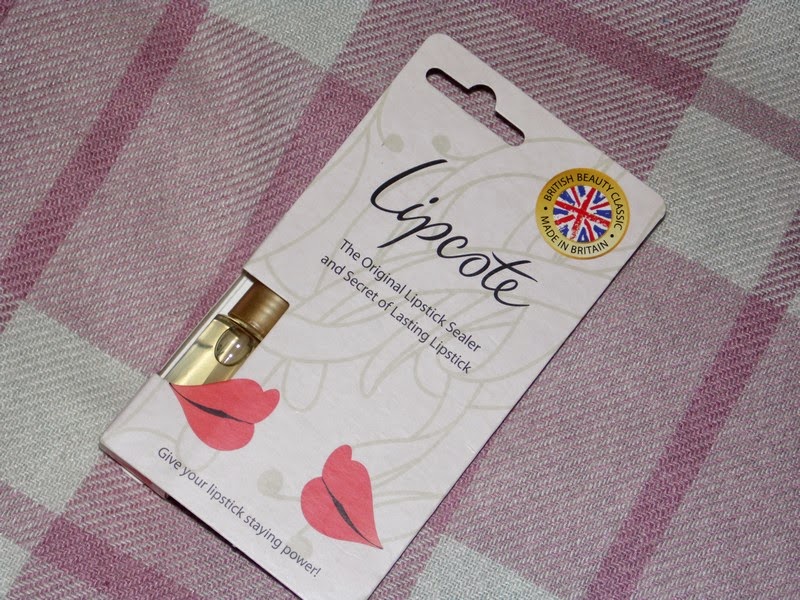 Lipcote
The Original Lipstick Sealer
and Secret of Lasting Lipstick
• BRITISH BEAUTY CLASSIC •
MADE IN BRITAIN
Give your lipstick staying power!